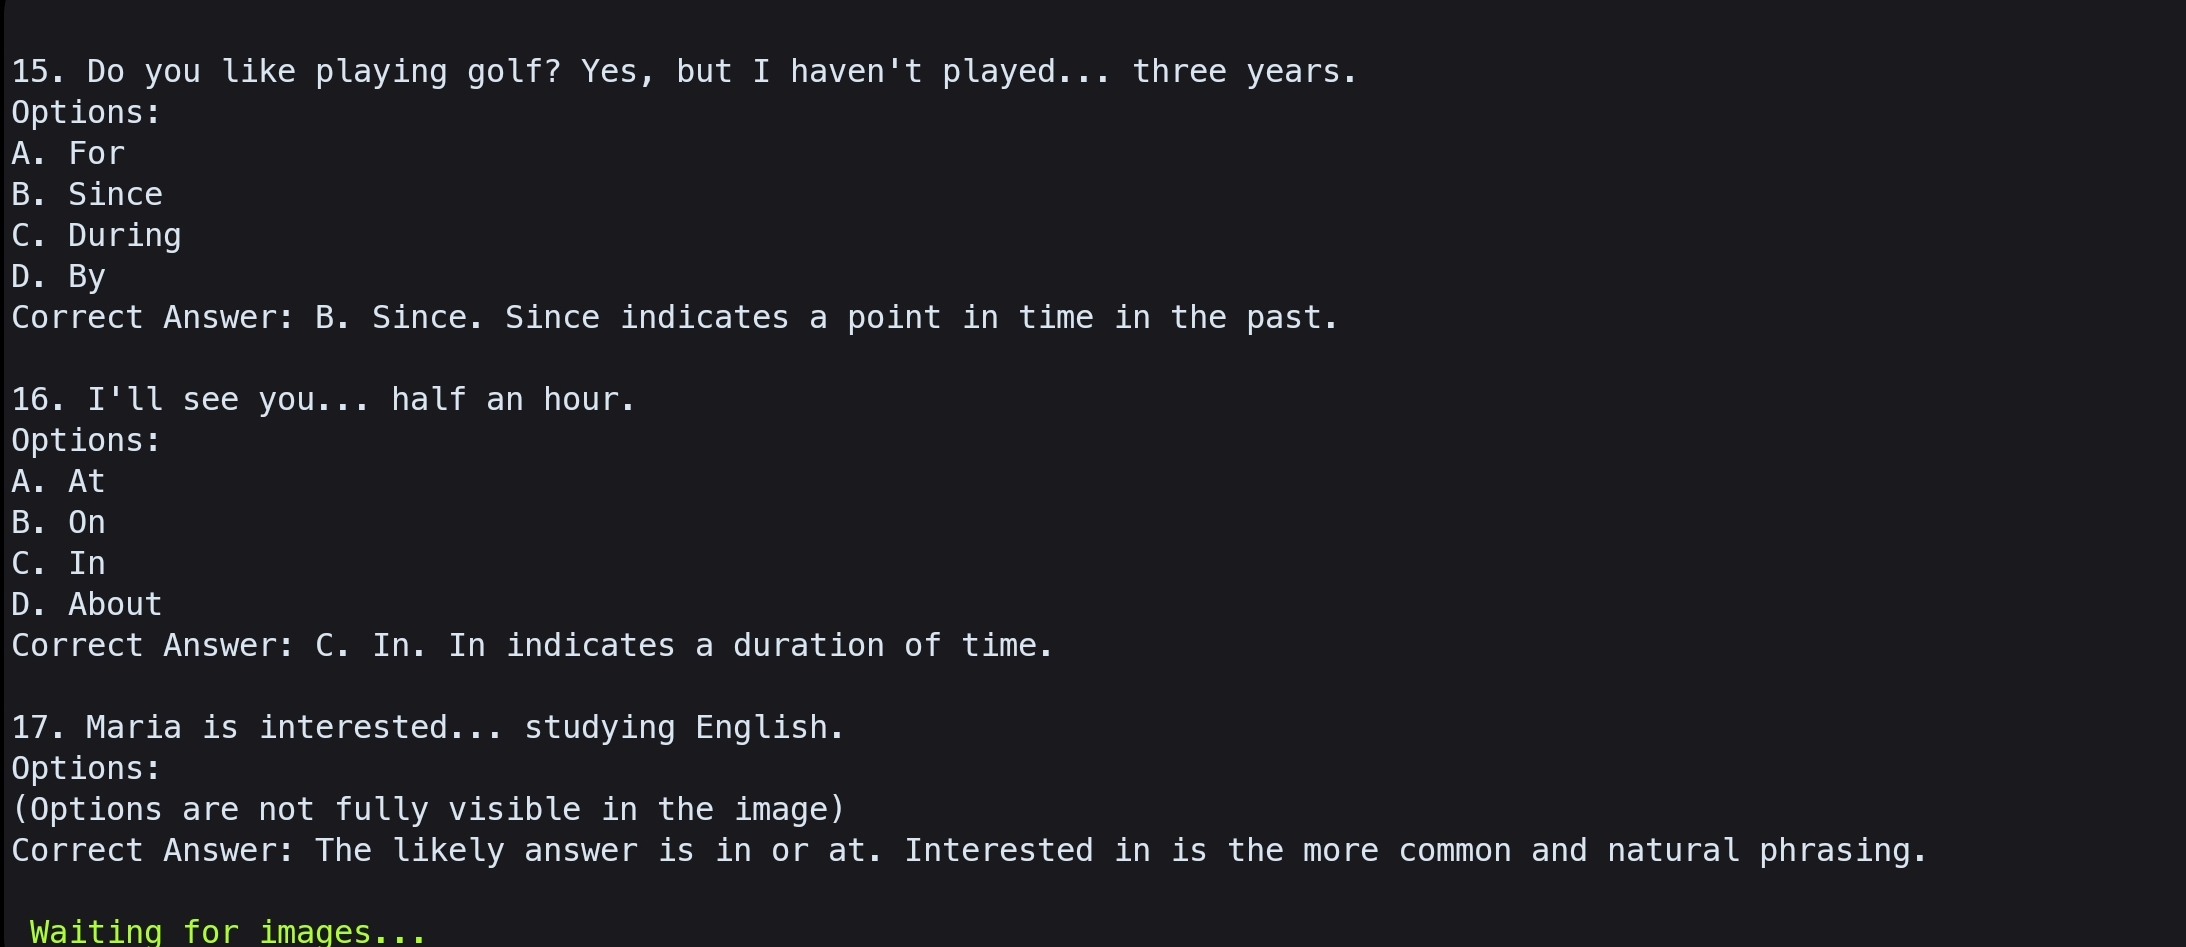 15. Do you like playing golf? Yes, but I haven't played... three years.
Options:
A. For
B. Since
C. During
D. By
Correct Answer: B. Since. Since indicates a point in time in the past.
16. I'll see you... half an hour.
Options:
A. At
B. On
C. In
D. About
Correct Answer: C. In. In indicates a duration of time.
17. Maria is interested... studying English.
Options:
(Options are not fully visible in the image)
Correct Answer: The likely answer is in or at. Interested in is the more common and natural phrasing.
Waiting for images...